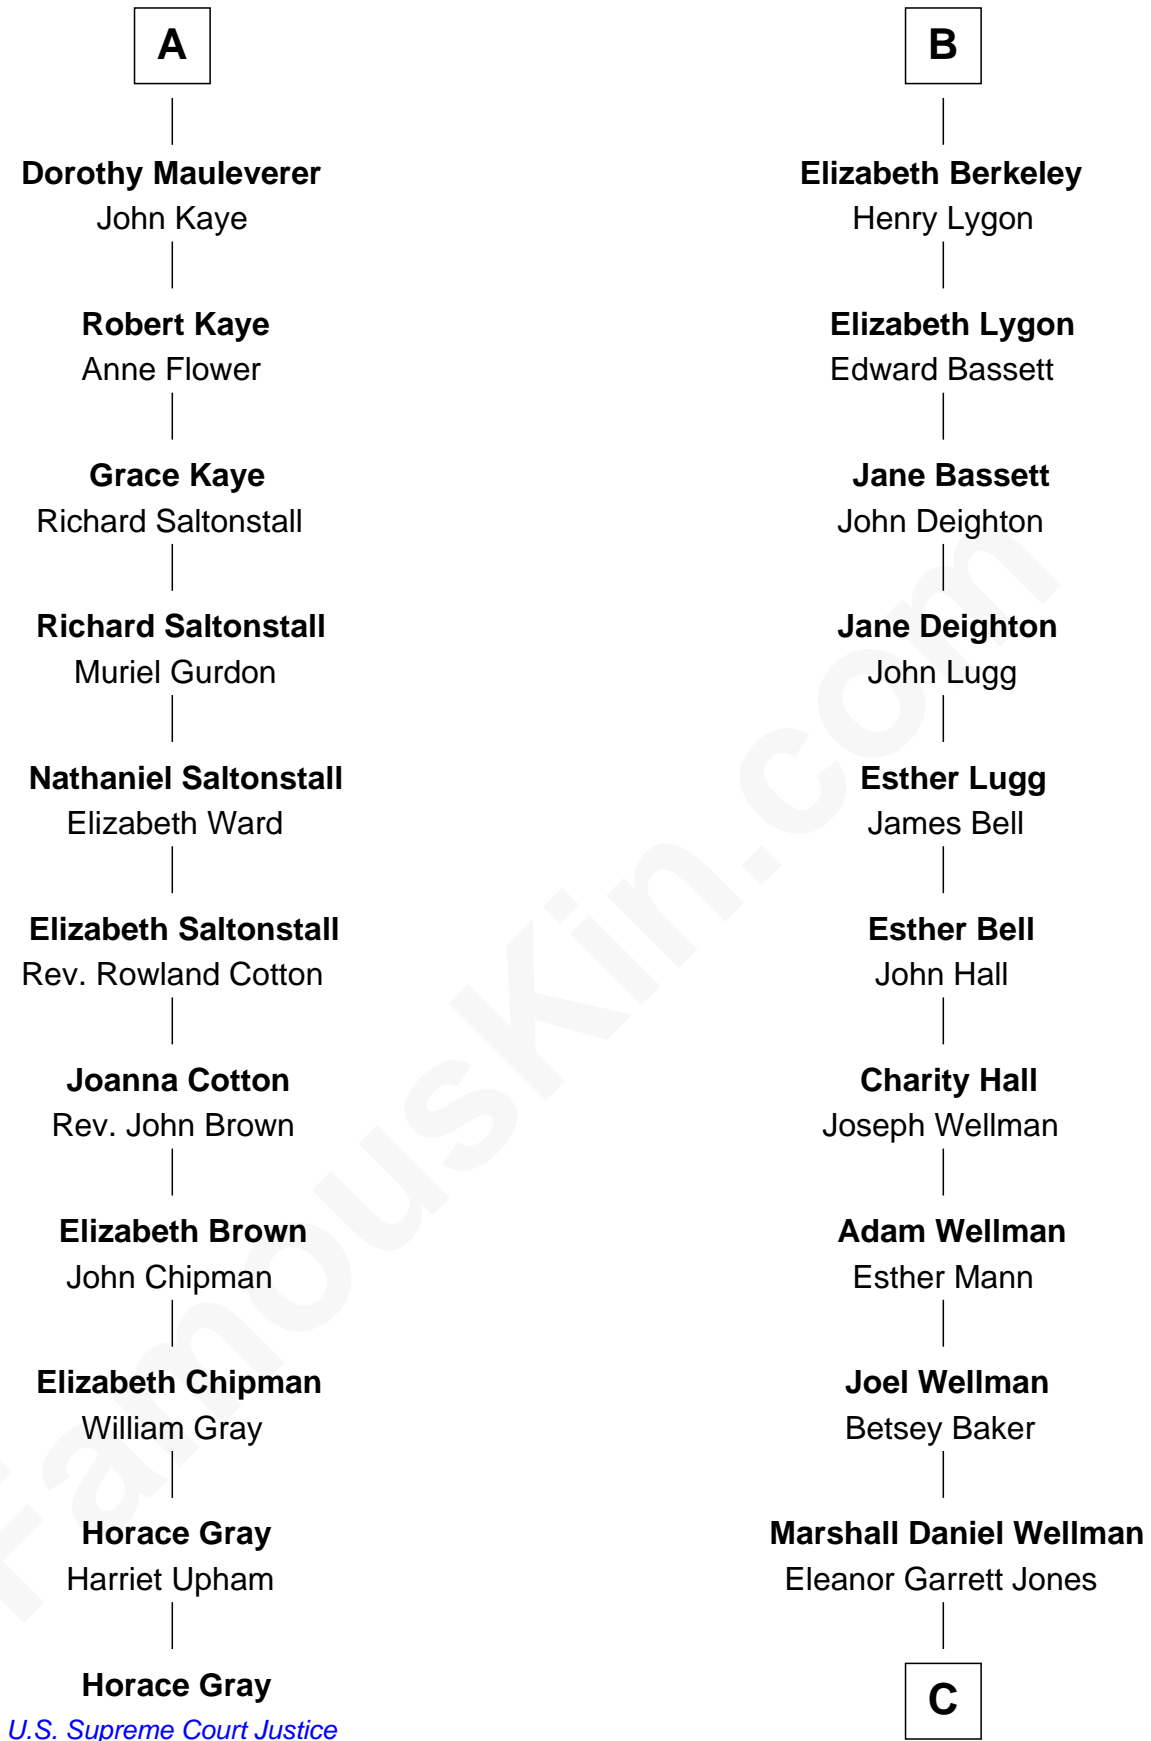 A
Dorothy Mauleverer
John Kaye
Robert Kaye
Anne Flower
Grace Kaye
Richard Saltonstall
Richard Saltonstall
Muriel Gurdon
Nathaniel Saltonstall
Elizabeth Ward
Elizabeth Saltonstall
Rev. Rowland Cotton
Joanna Cotton
Rev. John Brown
Elizabeth Brown
John Chipman
Elizabeth Chipman
William Gray
Horace Gray
Harriet Upham
Horace Gray
U.S. Supreme Court Justice
B
Elizabeth Berkeley
Henry Lygon
Elizabeth Lygon
Edward Bassett
Jane Bassett
John Deighton
Jane Deighton
John Lugg
Esther Lugg
James Bell
Esther Bell
John Hall
Charity Hall
Joseph Wellman
Adam Wellman
Esther Mann
Joel Wellman
Betsey Baker
Marshall Daniel Wellman
Eleanor Garrett Jones
C
FamousKin.com